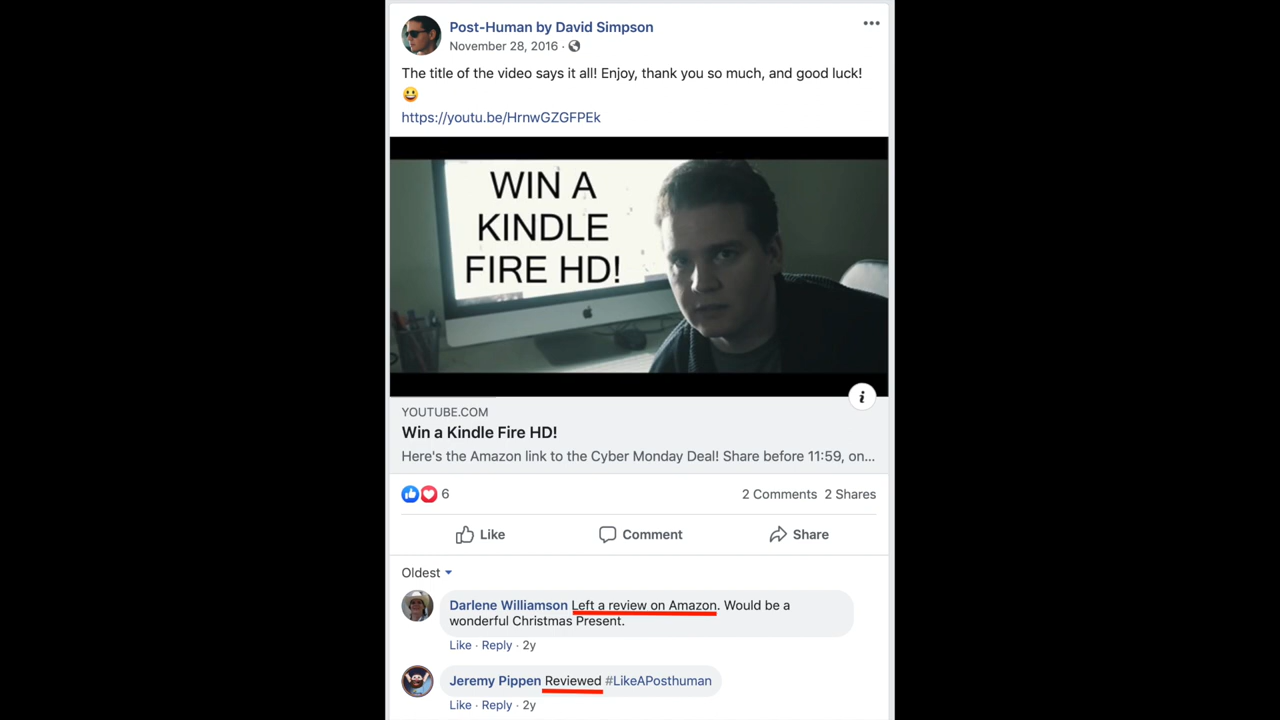 Post-Human by David Simpson
November 28, 2016 ·
The title of the video says it all! Enjoy, thank you so much, and good luck!
😀
https://youtu.be/HrnwGZGFPEk
WIN A
KINDLE
FIRE HD!
i
YOUTUBE.COM
Win a Kindle Fire HD!
Here's the Amazon link to the Cyber Monday Deal! Share before 11:59, on...
6 2 Comments 2 Shares
Like Comment Share
Oldest
Darlene Williamson Left a review on Amazon. Would be a
wonderful Christmas Present.
Like · Reply · 2y
Jeremy Pippen Reviewed #LikeAPosthuman
Like · Reply · 2y